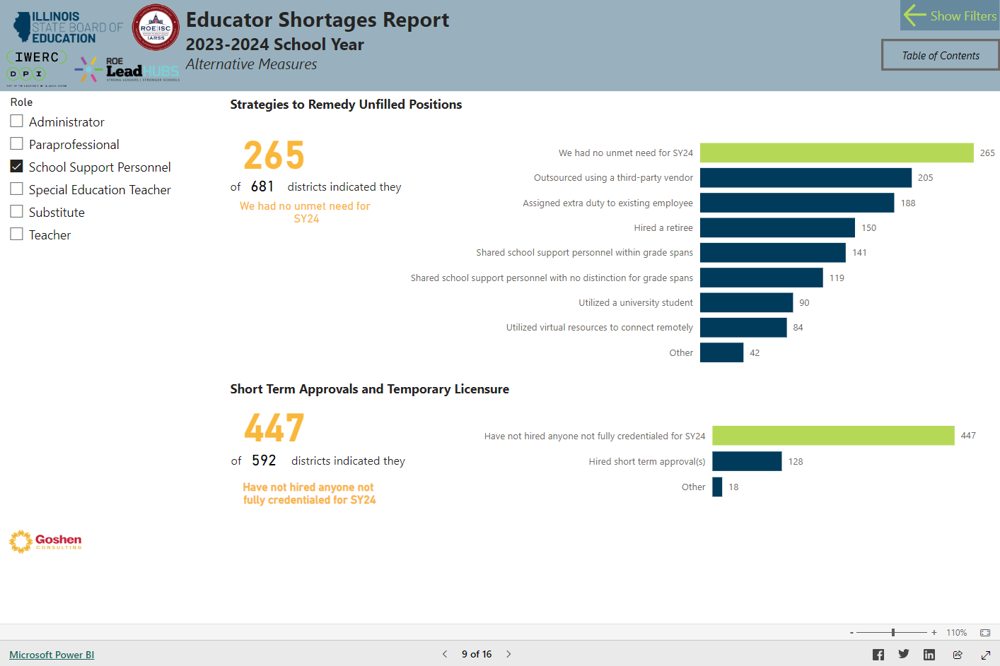 ILLINOIS
STATE BOARD OF
EDUCATION
ROE|ISC
IARSS
IWERC
DPI
ROE
LeadHUBS
STRONG LEADERS | STRONGER SCHOOLS
Educator Shortages Report
2023-2024 School Year
Alternative Measures
Show Filters
Table of Contents
Role
Administrator
Paraprofessional
School Support Personnel
Special Education Teacher
Substitute
Teacher
Strategies to Remedy Unfilled Positions
265
of 681 districts indicated they
We had no unmet need for
SY24
We had no unmet need for SY24 265
Outsourced using a third-party vendor 205
Assigned extra duty to existing employee 188
Hired a retiree 150
Shared school support personnel within grade spans 141
Shared school support personnel with no distinction for grade spans 119
Utilized a university student 90
Utilized virtual resources to connect remotely 84
Other 42
Short Term Approvals and Temporary Licensure
447
of 592 districts indicated they
Have not hired anyone not
fully credentialed for SY24
Have not hired anyone not fully credentialed for SY24 447
Hired short term approval(s) 128
Other 18
Goshen
CONSULTING
- + 110%
Microsoft Power BI
9 of 16